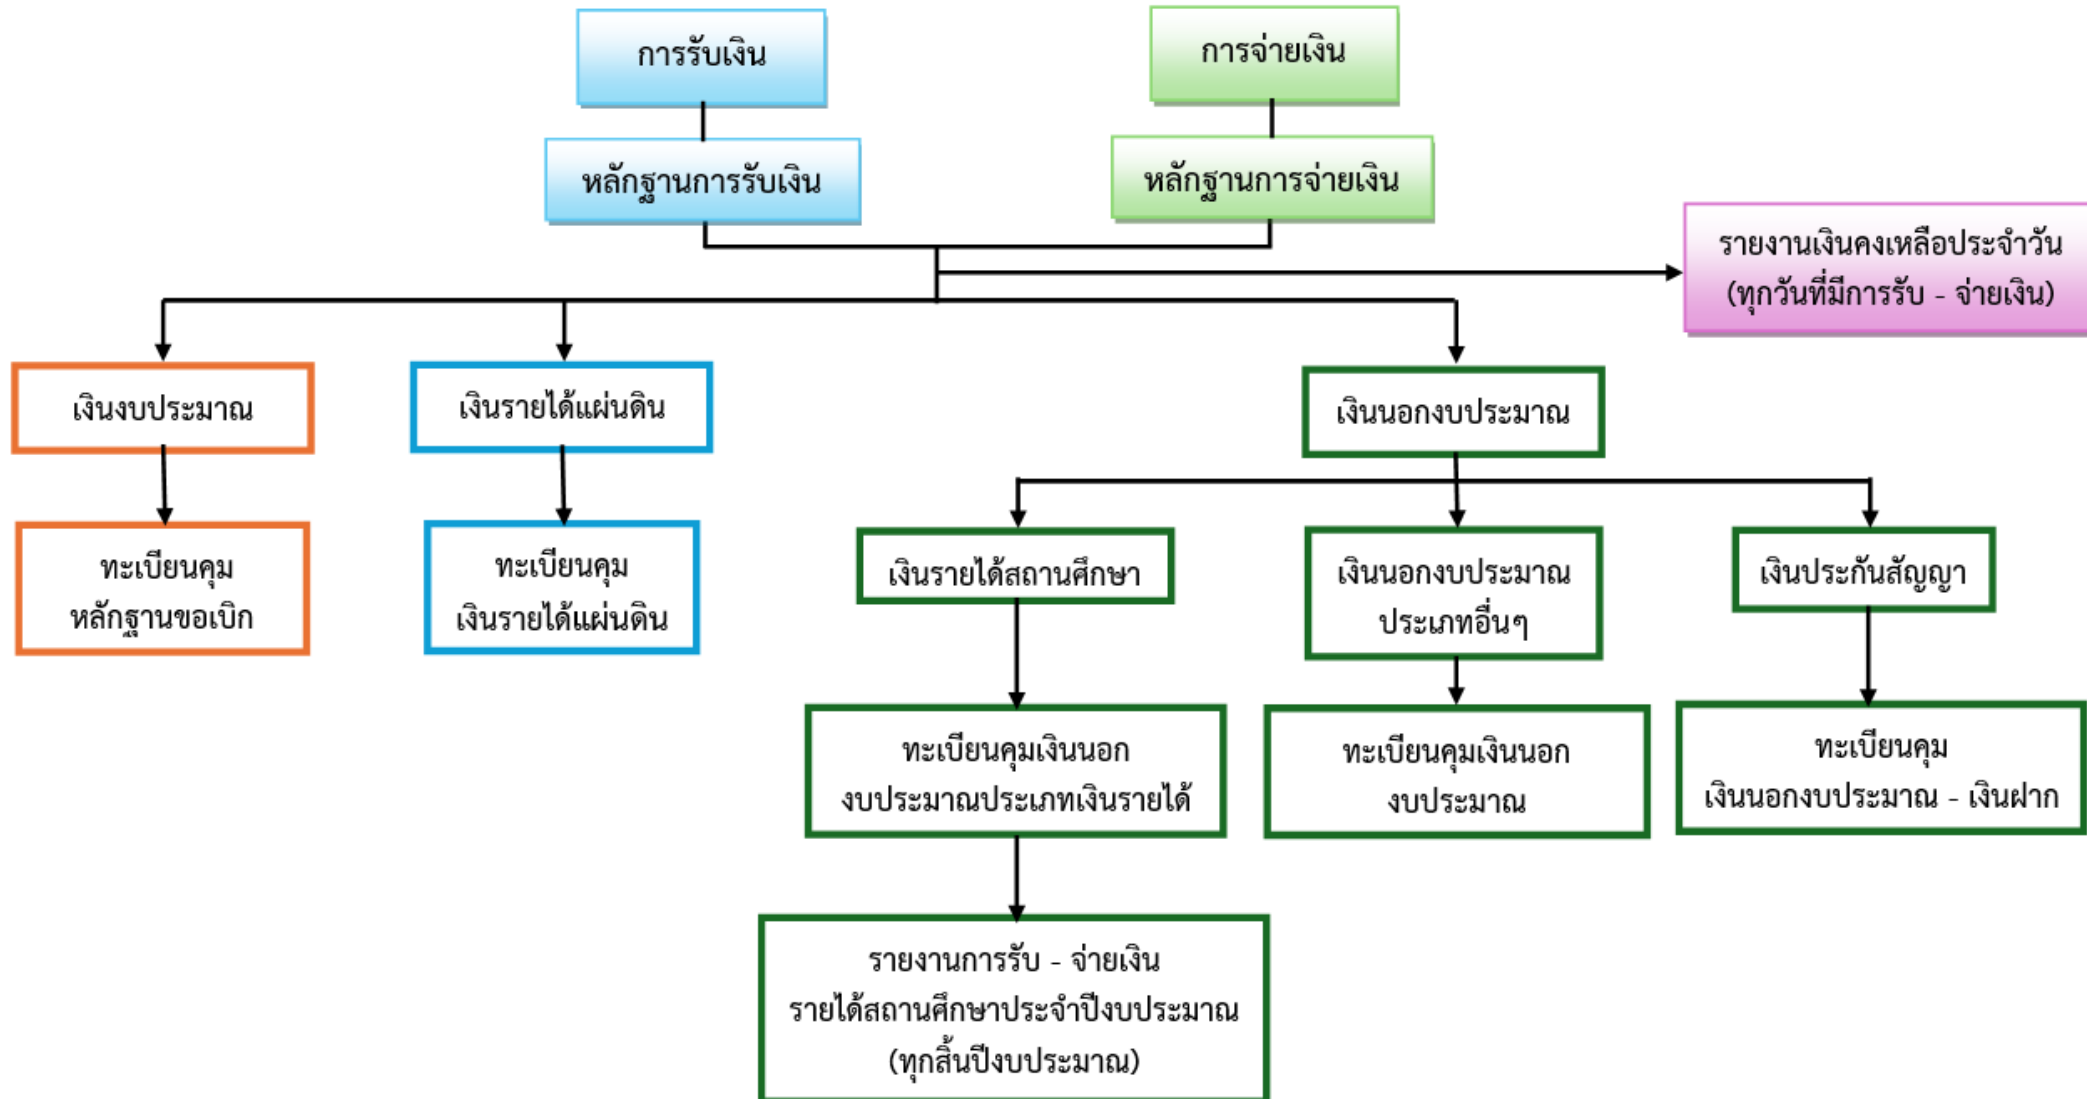 การรับเงิน
การจ่ายเงิน
หลักฐานการรับเงิน
หลักฐานการจ่ายเงิน
รายงานเงินคงเหลือประจำวัน
(ทุกวันที่มีการรับ - จ่ายเงิน)
เงินงบประมาณ
เงินรายได้แผ่นดิน
เงินนอกงบประมาณ
ทะเบียนคุม
หลักฐานขอเบิก
ทะเบียนคุม
เงินรายได้แผ่นดิน
เงินรายได้สถานศึกษา
เงินนอกงบประมาณ
ประเภทอื่นๆ
เงินประกันสัญญา
ทะเบียนคุมเงินนอก
งบประมาณประเภทเงินรายได้
ทะเบียนคุมเงินนอก
งบประมาณ
ทะเบียนคุม
เงินนอกงบประมาณ - เงินฝาก
รายงานการรับ - จ่ายเงิน
รายได้สถานศึกษาประจำปีงบประมาณ
(ทุกสิ้นปีงบประมาณ)